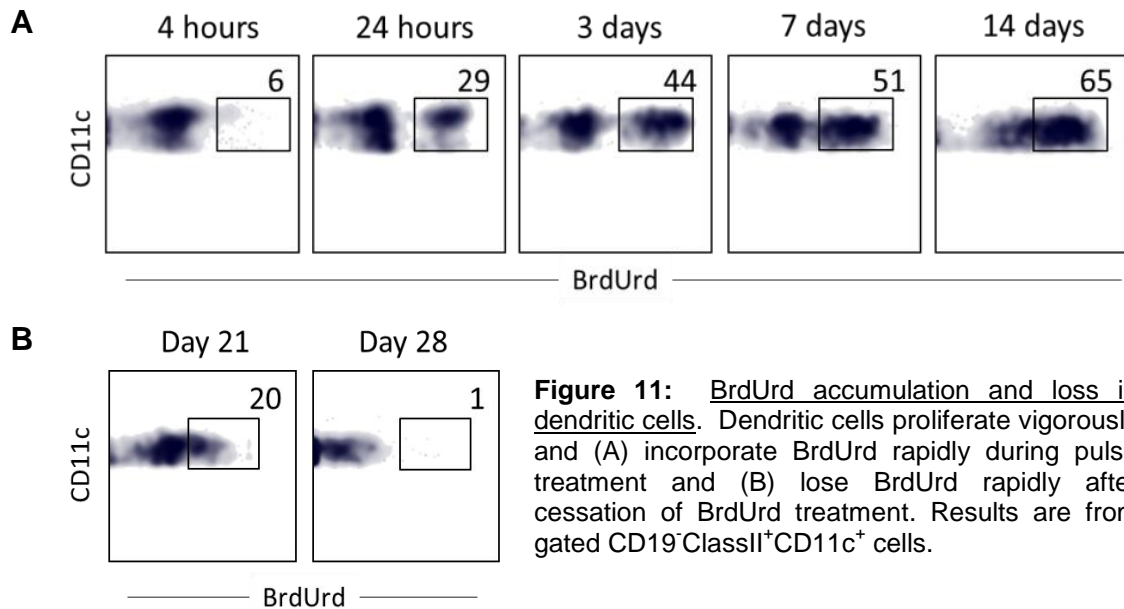 A
4 hours 24 hours 3 days 7 days 14 days
6 29 44 51 65
CD11c
BrdUrd
B
Day 21 Day 28
20 1
CD11c
BrdUrd
Figure 11: BrdUrd accumulation and loss i
dendritic cells. Dendritic cells proliferate vigorousl
and (A) incorporate BrdUrd rapidly during puls
treatment and (B) lose BrdUrd rapidly afte
cessation of BrdUrd treatment. Results are from
gated CD19⁻ClassII⁺CD11c⁺ cells.